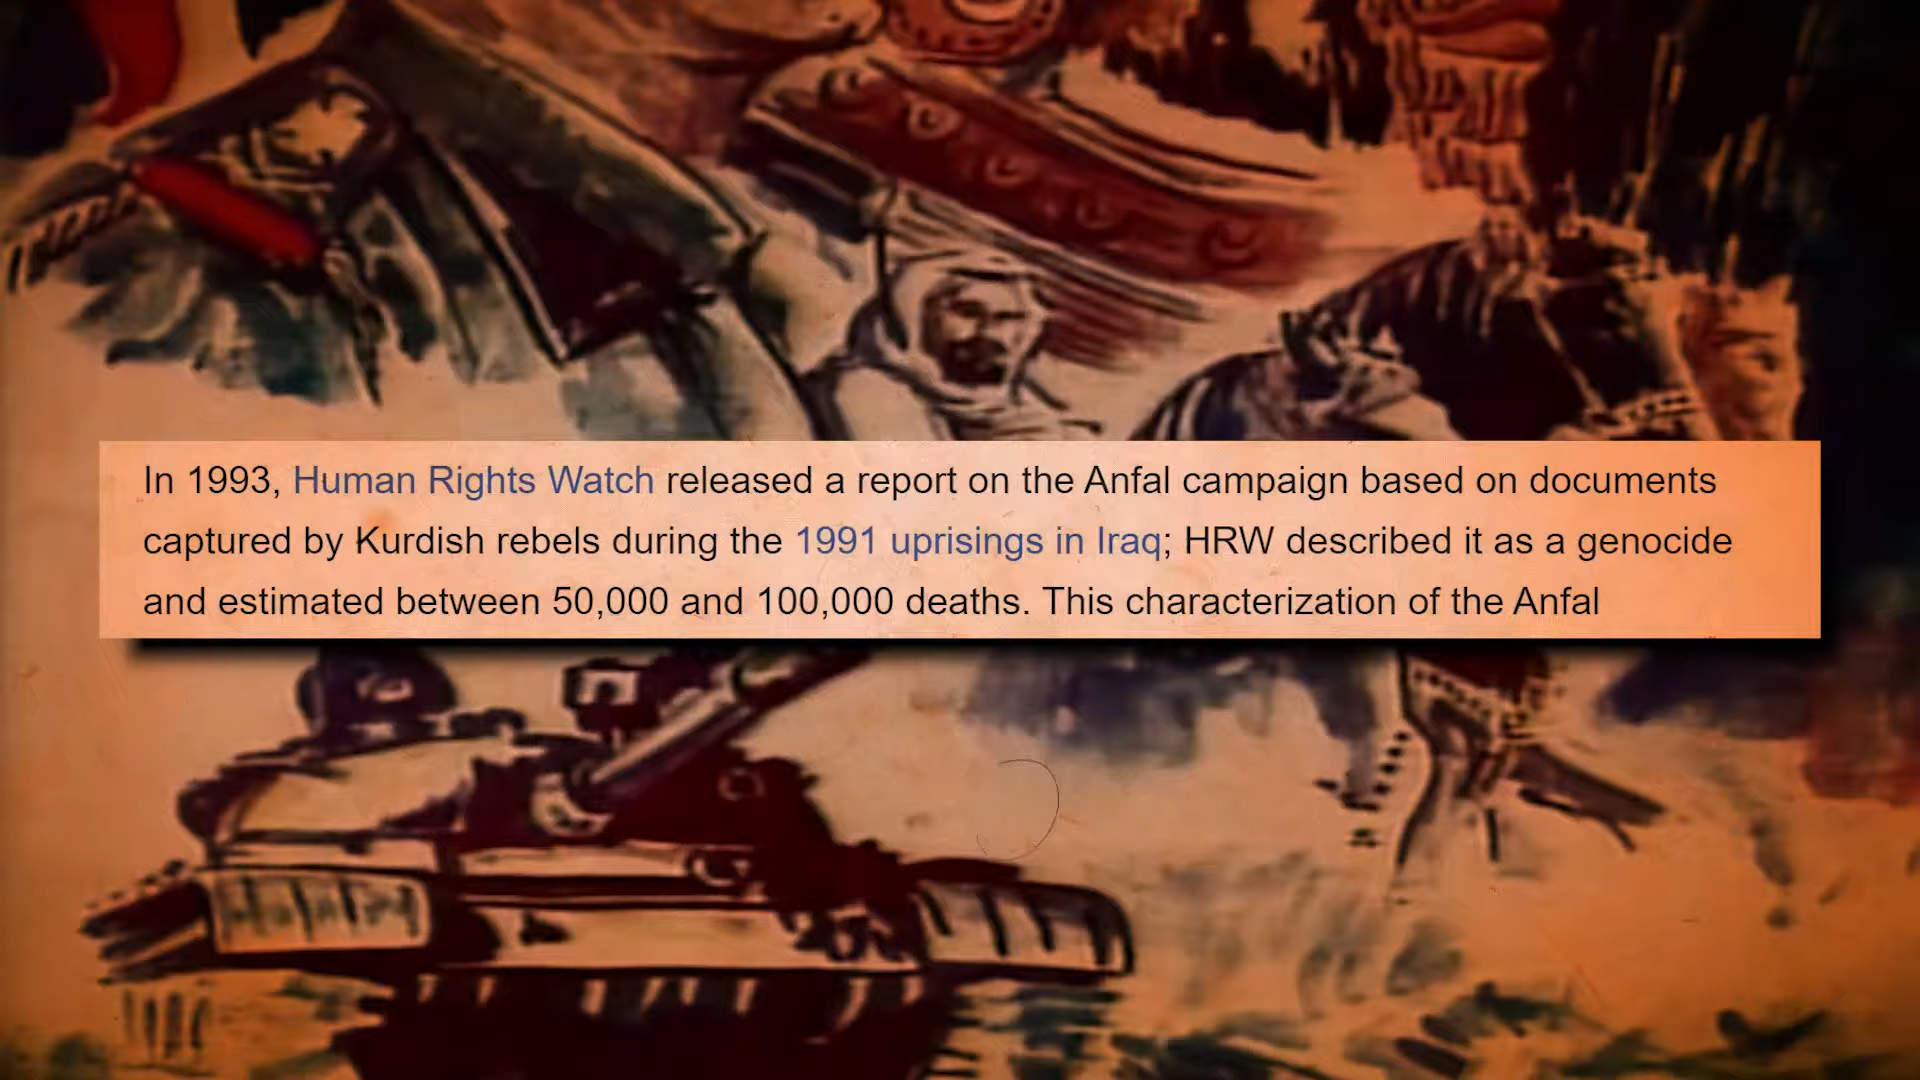 In 1993, Human Rights Watch released a report on the Anfal campaign based on documents
captured by Kurdish rebels during the 1991 uprisings in Iraq; HRW described it as a genocide
and estimated between 50,000 and 100,000 deaths. This characterization of the Anfal